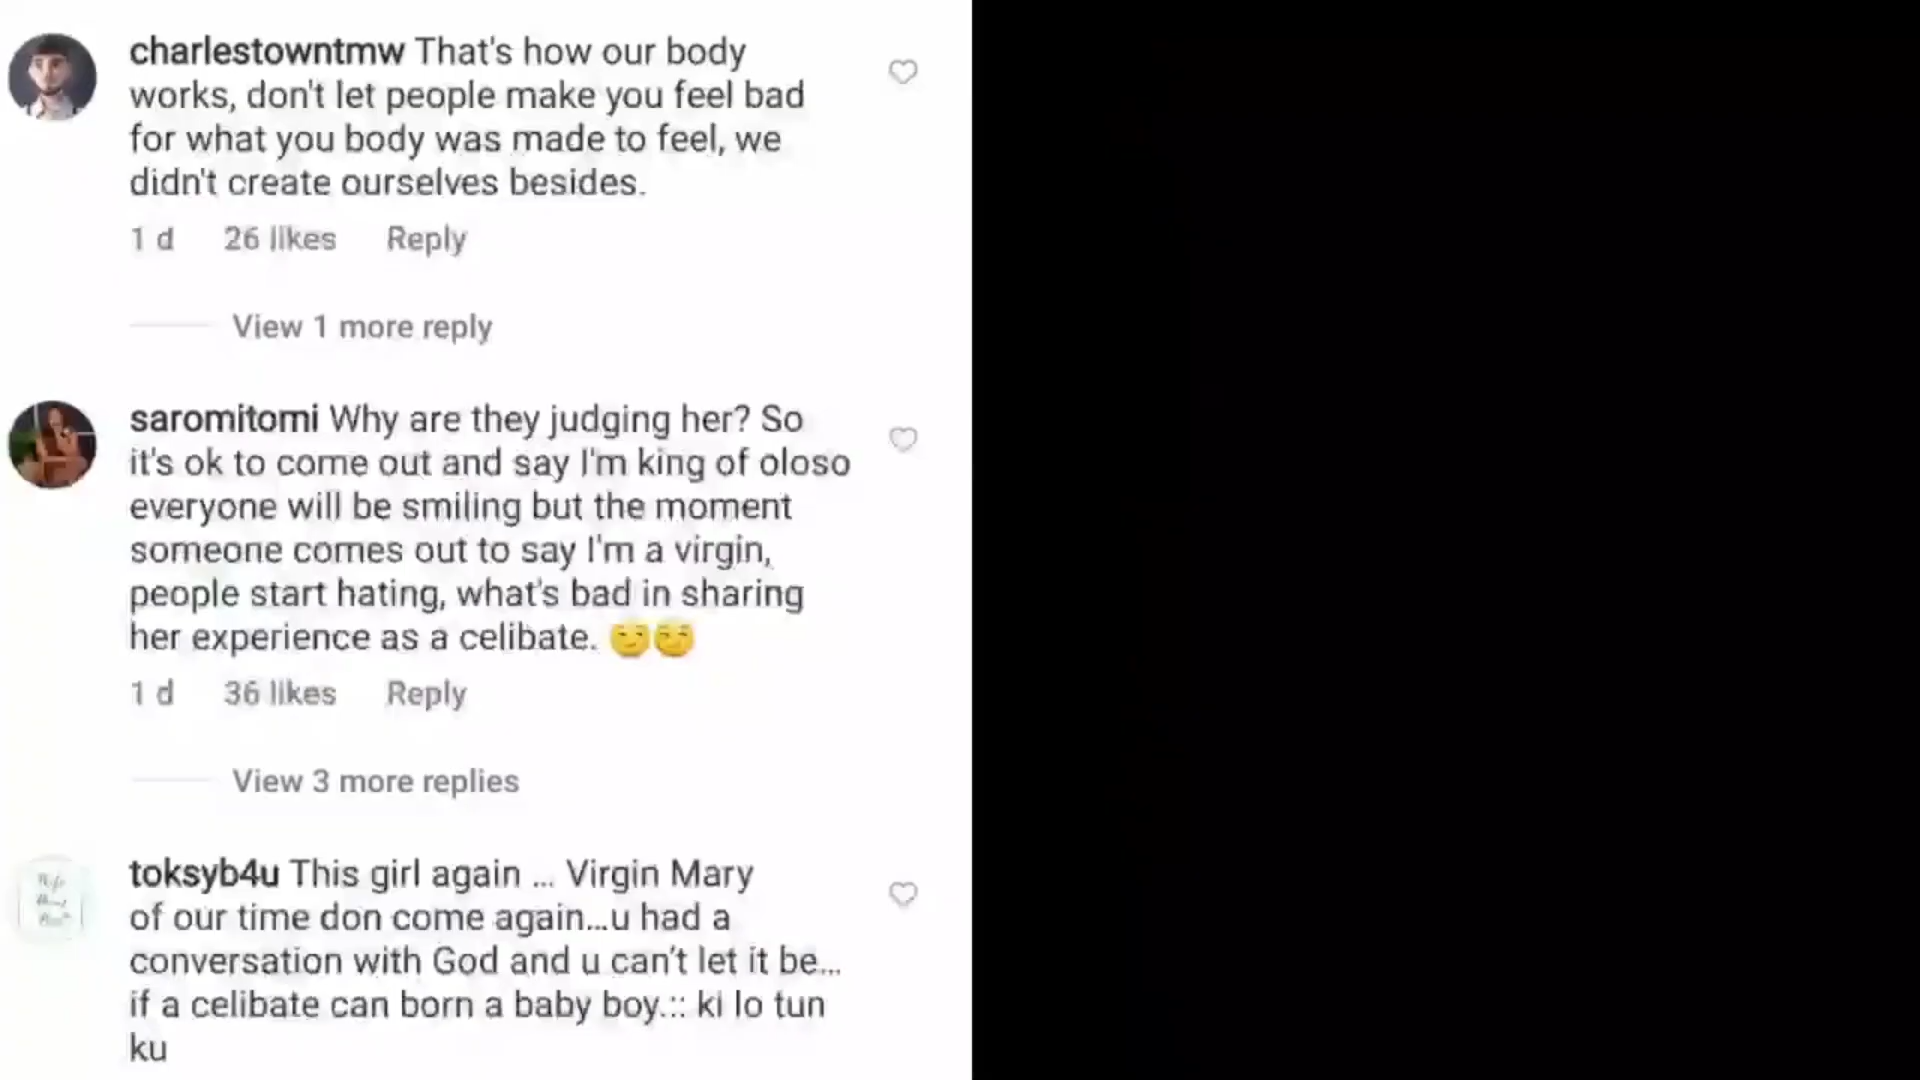 charlestowntmw That's how our body
works, don't let people make you feel bad
for what you body was made to feel, we
didn't create ourselves besides.
1 d 26 likes Reply
View 1 more reply
saromitomi Why are they judging her? So
it's ok to come out and say I'm king of oloso
everyone will be smiling but the moment
someone comes out to say I'm a virgin,
people start hating, what's bad in sharing
her experience as a celibate. 😏😏
1 d 36 likes Reply
View 3 more replies
toksyb4u This girl again ... Virgin Mary
of our time don come again...u had a
conversation with God and u can't let it be...
if a celibate can born a baby boy.:: ki lo tun
ku